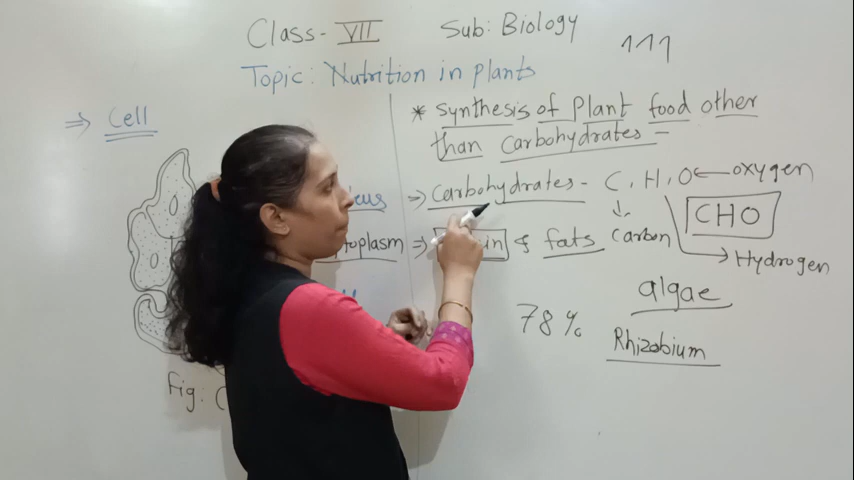 Class- VII Sub: Biology
Topic: Nutrition in plants
⇒ Cell
Fig:
* Synthesis of Plant food other
than Carbohydrates -
⇒ Carbohydrates - C, H, O ← oxygen
Carbon
CHO
Hydrogen
⇒ & fats
algae
78%
Rhizobium